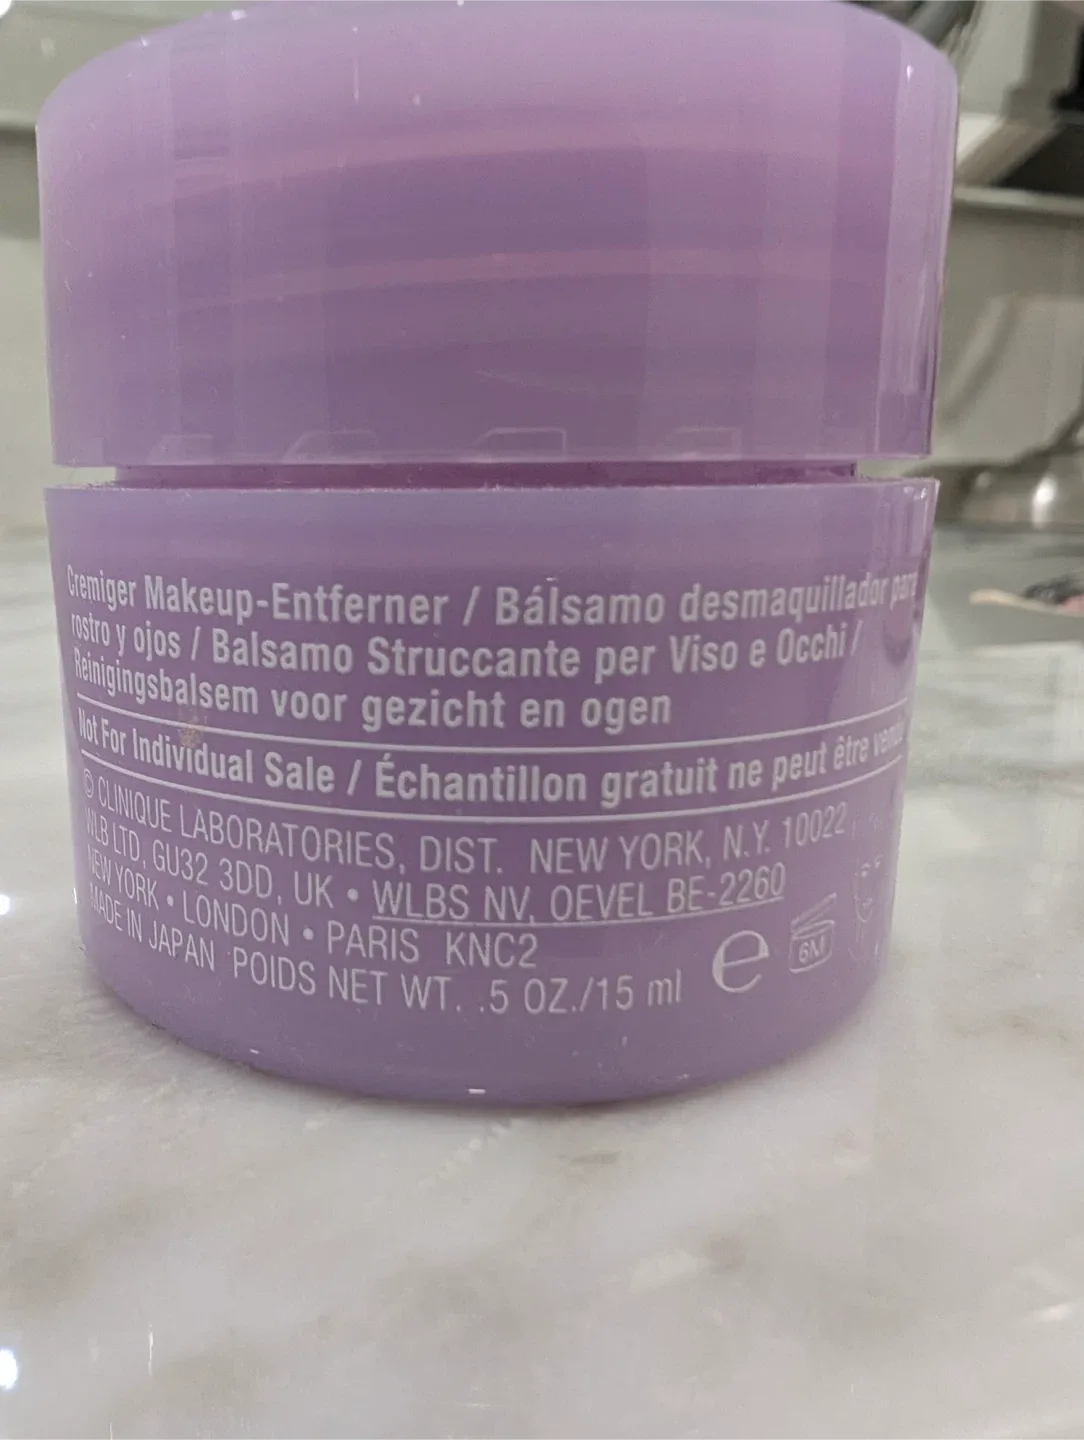 Cremiger Makeup-Entferner / Bálsamo desmaquillador para
rostro y ojos / Balsamo Struccante per Viso e Occhi /
Reinigingsbalsem voor gezicht en ogen
Not For Individual Sale / Échantillon gratuit ne peut être vendu
© CLINIQUE LABORATORIES, DIST. NEW YORK, N.Y. 10022
WLB LTD, GU32 3DD, UK • WLBS NV, OEVEL BE-2260
NEW YORK • LONDON • PARIS KNC2
MADE IN JAPAN POIDS NET WT. .5 OZ./15 ml e 6M